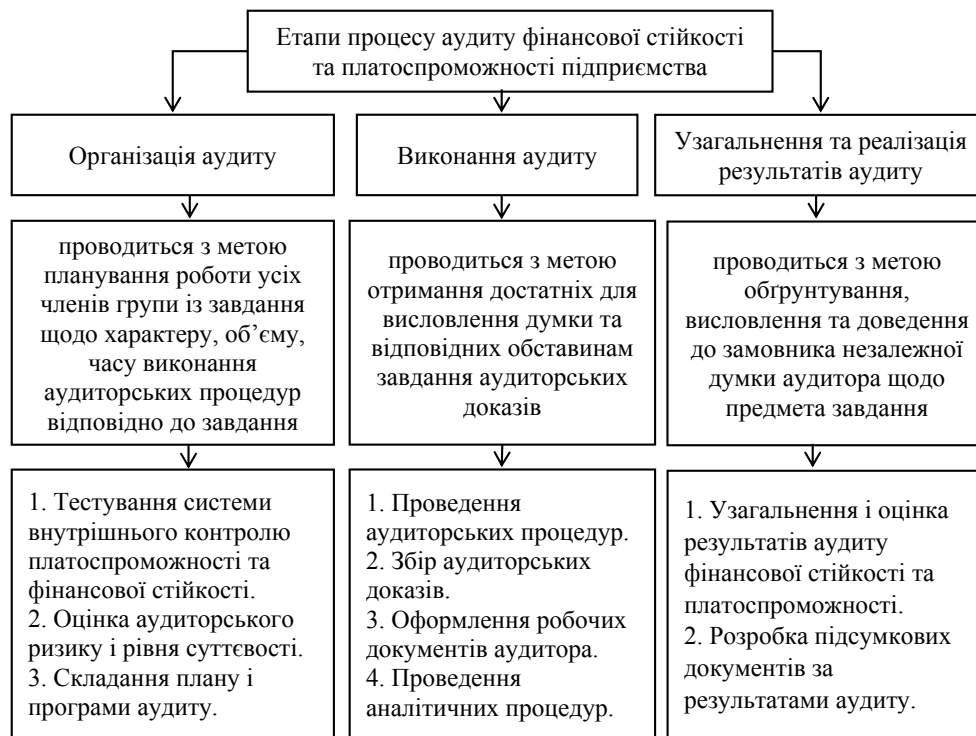 Етапи процесу аудиту фінансової стійкості
та платоспроможності підприємства
Організація аудиту
Виконання аудиту
Узагальнення та реалізація
результатів аудиту
проводиться з метою
планування роботи усіх
членів групи із завдання
щодо характеру, об’єму,
часу виконання
аудиторських процедур
відповідно до завдання
проводиться з метою
отримання достатніх для
висловлення думки та
відповідних обставинам
завдання аудиторських
доказів
проводиться з метою
обґрунтування,
висловлення та доведення
до замовника незалежної
думки аудитора щодо
предмета завдання
1. Тестування системи
внутрішнього контролю
платоспроможності та
фінансової стійкості.
2. Оцінка аудиторського
ризику і рівня суттєвості.
3. Складання плану і
програми аудиту.
1. Проведення
аудиторських процедур.
2. Збір аудиторських
доказів.
3. Оформлення робочих
документів аудитора.
4. Проведення
аналітичних процедур.
1. Узагальнення і оцінка
результатів аудиту
фінансової стійкості та
платоспроможності.
2. Розробка підсумкових
документів за
результатами аудиту.